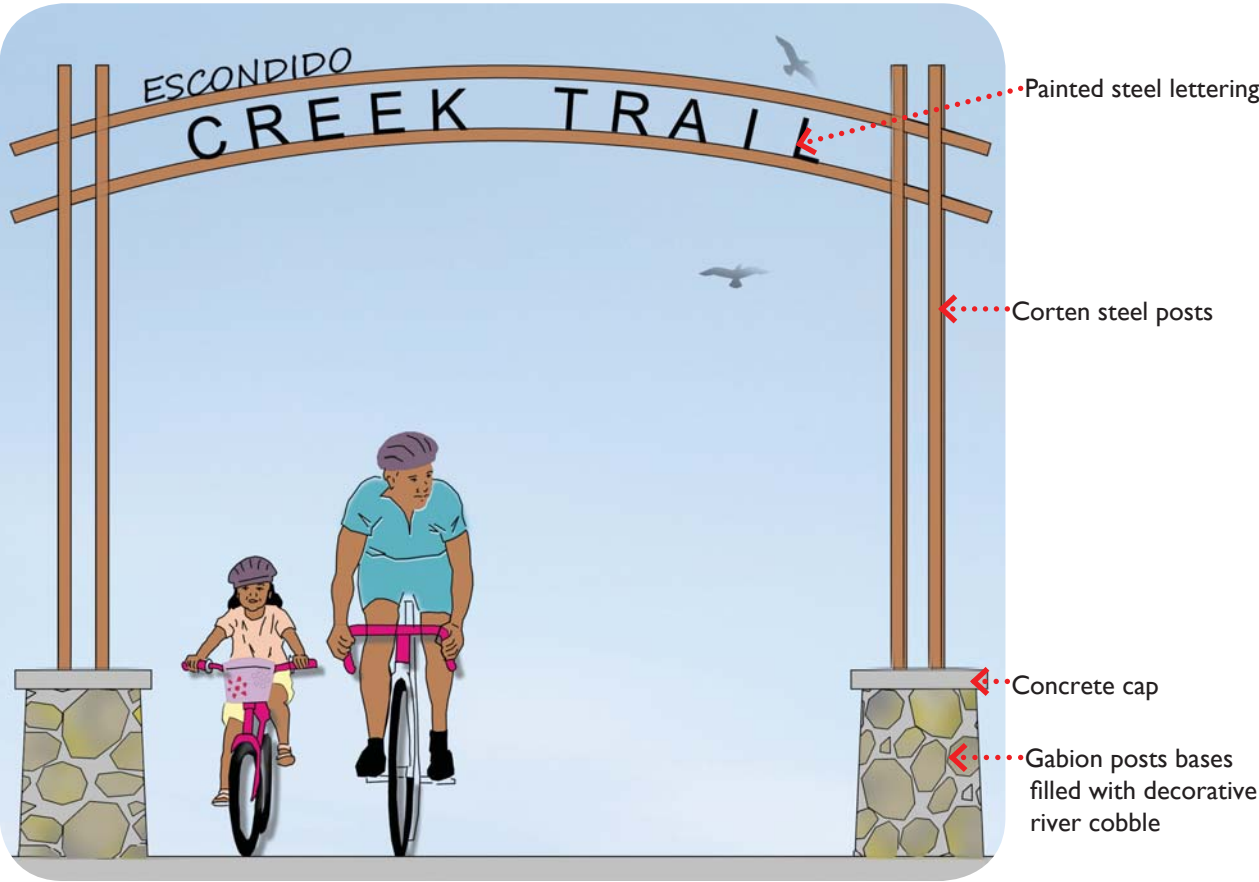 ESCONDIDO
CREEK TRAIL
Painted steel lettering
Corten steel posts
Concrete cap
Gabion posts bases
filled with decorative
river cobble